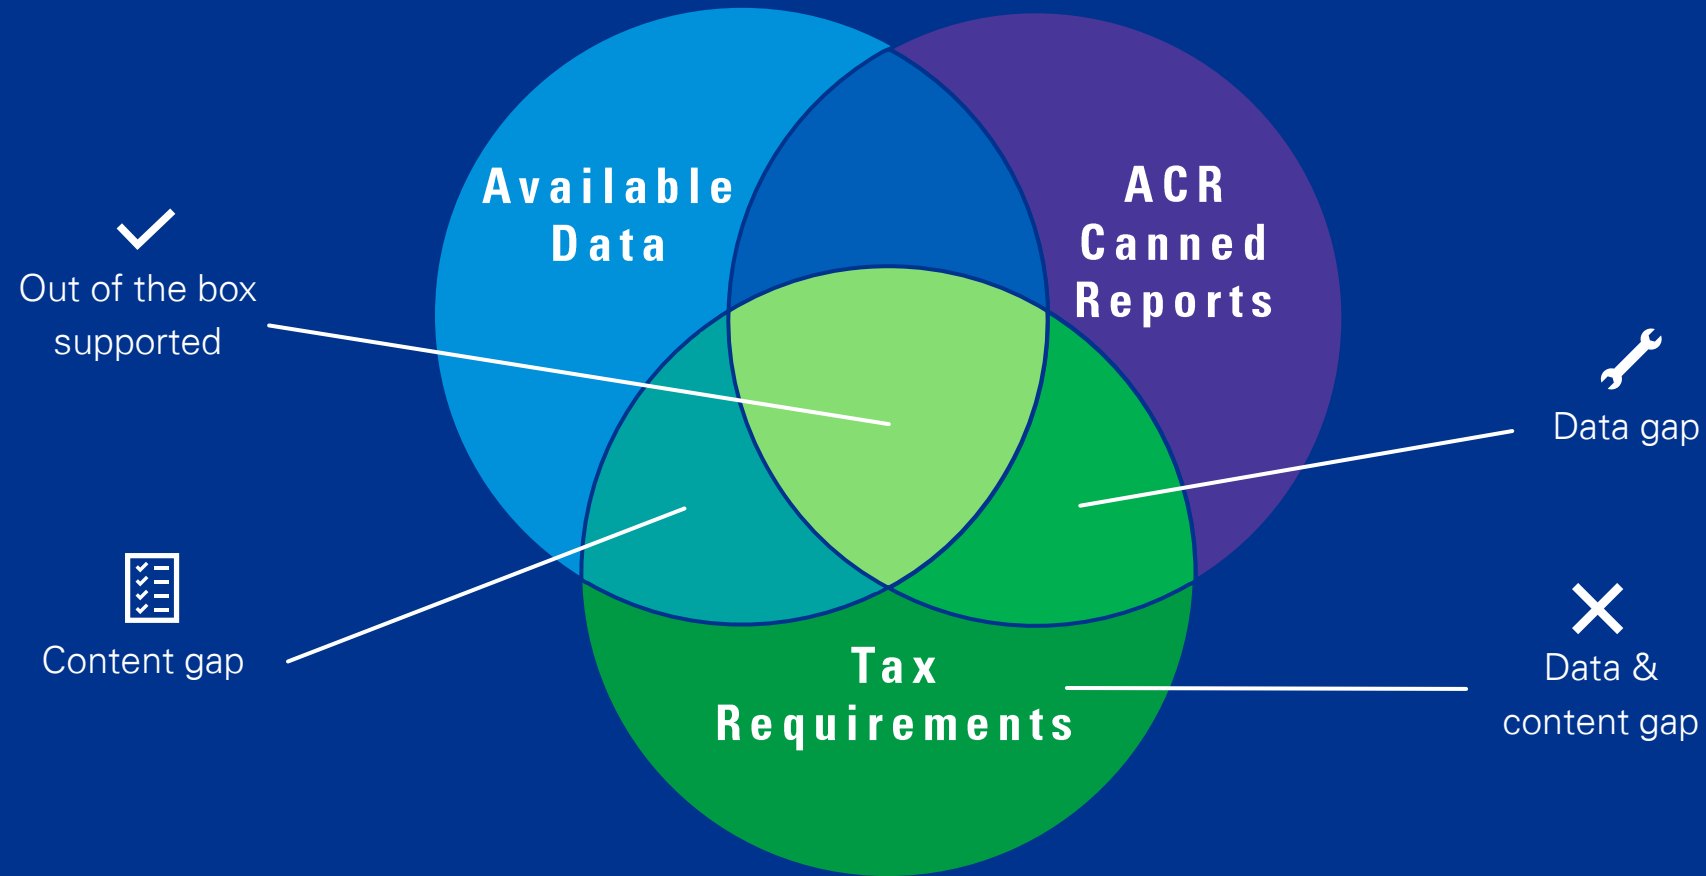 Available
Data
ACR
Canned
Reports
Out of the box
supported
Data gap
Content gap
Tax
Requirements
Data &
content gap